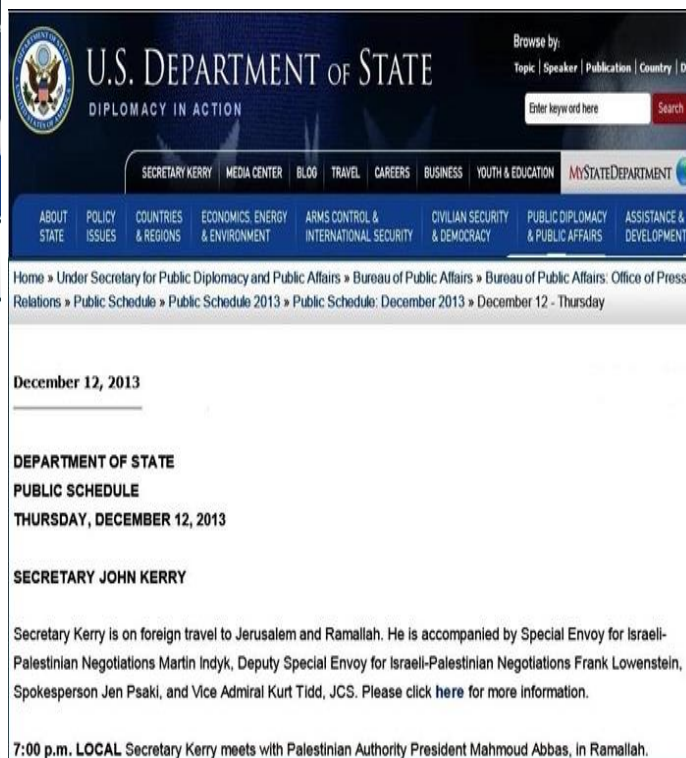 U.S. DEPARTMENT OF STATE
DIPLOMACY IN ACTION
Browse by:
Topic | Speaker | Publication | Country | D
Enter keyword here
Search
SECRETARY KERRY MEDIA CENTER BLOG TRAVEL CAREERS BUSINESS YOUTH & EDUCATION MYSTATEDEPARTMENT
ABOUT STATE
POLICY ISSUES
COUNTRIES & REGIONS
ECONOMICS, ENERGY & ENVIRONMENT
ARMS CONTROL & INTERNATIONAL SECURITY
CIVILIAN SECURITY & DEMOCRACY
PUBLIC DIPLOMACY & PUBLIC AFFAIRS
ASSISTANCE & DEVELOPMENT
Home » Under Secretary for Public Diplomacy and Public Affairs » Bureau of Public Affairs » Bureau of Public Affairs: Office of Press
Relations » Public Schedule » Public Schedule 2013 » Public Schedule: December 2013 » December 12 - Thursday
December 12, 2013
DEPARTMENT OF STATE
PUBLIC SCHEDULE
THURSDAY, DECEMBER 12, 2013
SECRETARY JOHN KERRY
Secretary Kerry is on foreign travel to Jerusalem and Ramallah. He is accompanied by Special Envoy for Israeli-
Palestinian Negotiations Martin Indyk, Deputy Special Envoy for Israeli-Palestinian Negotiations Frank Lowenstein,
Spokesperson Jen Psaki, and Vice Admiral Kurt Tidd, JCS. Please click here for more information.
7:00 p.m. LOCAL Secretary Kerry meets with Palestinian Authority President Mahmoud Abbas, in Ramallah.